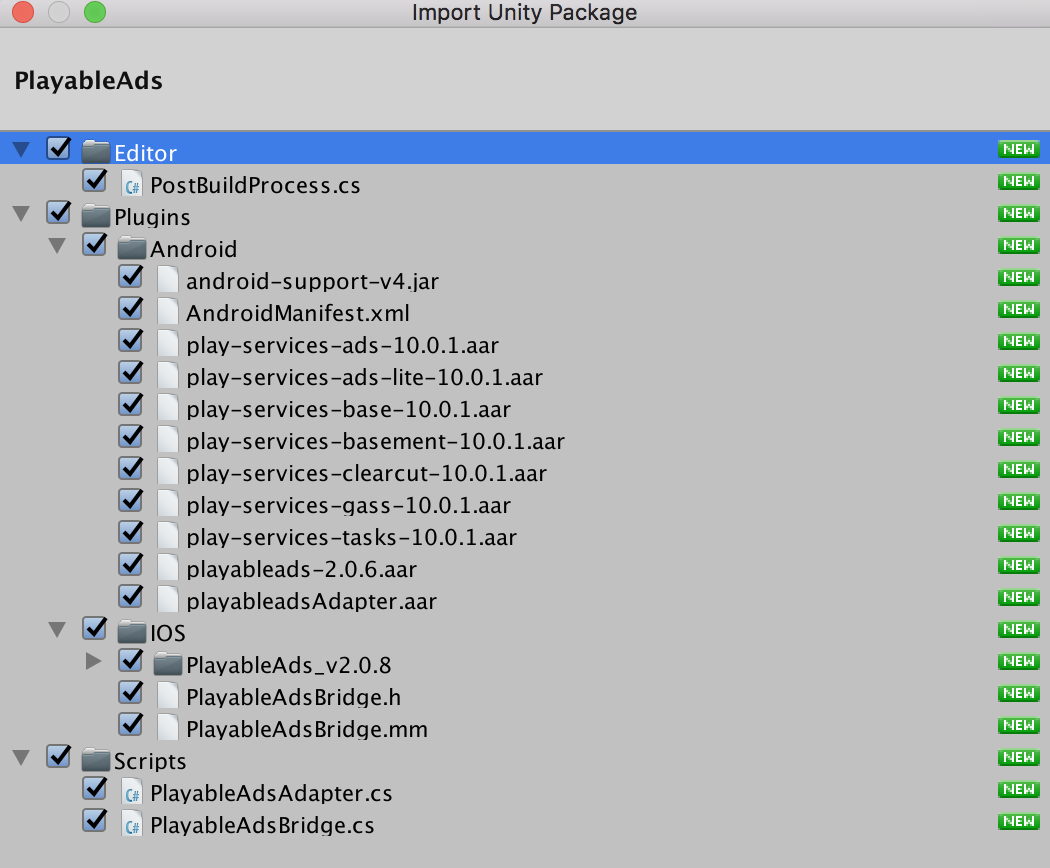 Import Unity Package
PlayableAds
Editor NEW
PostBuildProcess.cs NEW
Plugins NEW
Android NEW
android-support-v4.jar NEW
AndroidManifest.xml NEW
play-services-ads-10.0.1.aar NEW
play-services-ads-lite-10.0.1.aar NEW
play-services-base-10.0.1.aar NEW
play-services-basement-10.0.1.aar NEW
play-services-clearcut-10.0.1.aar NEW
play-services-gass-10.0.1.aar NEW
play-services-tasks-10.0.1.aar NEW
playableads-2.0.6.aar NEW
playableadsAdapter.aar NEW
IOS NEW
PlayableAds_v2.0.8 NEW
PlayableAdsBridge.h NEW
PlayableAdsBridge.mm NEW
Scripts NEW
C# PlayableAdsAdapter.cs NEW
C# PlayableAdsBridge.cs NEW